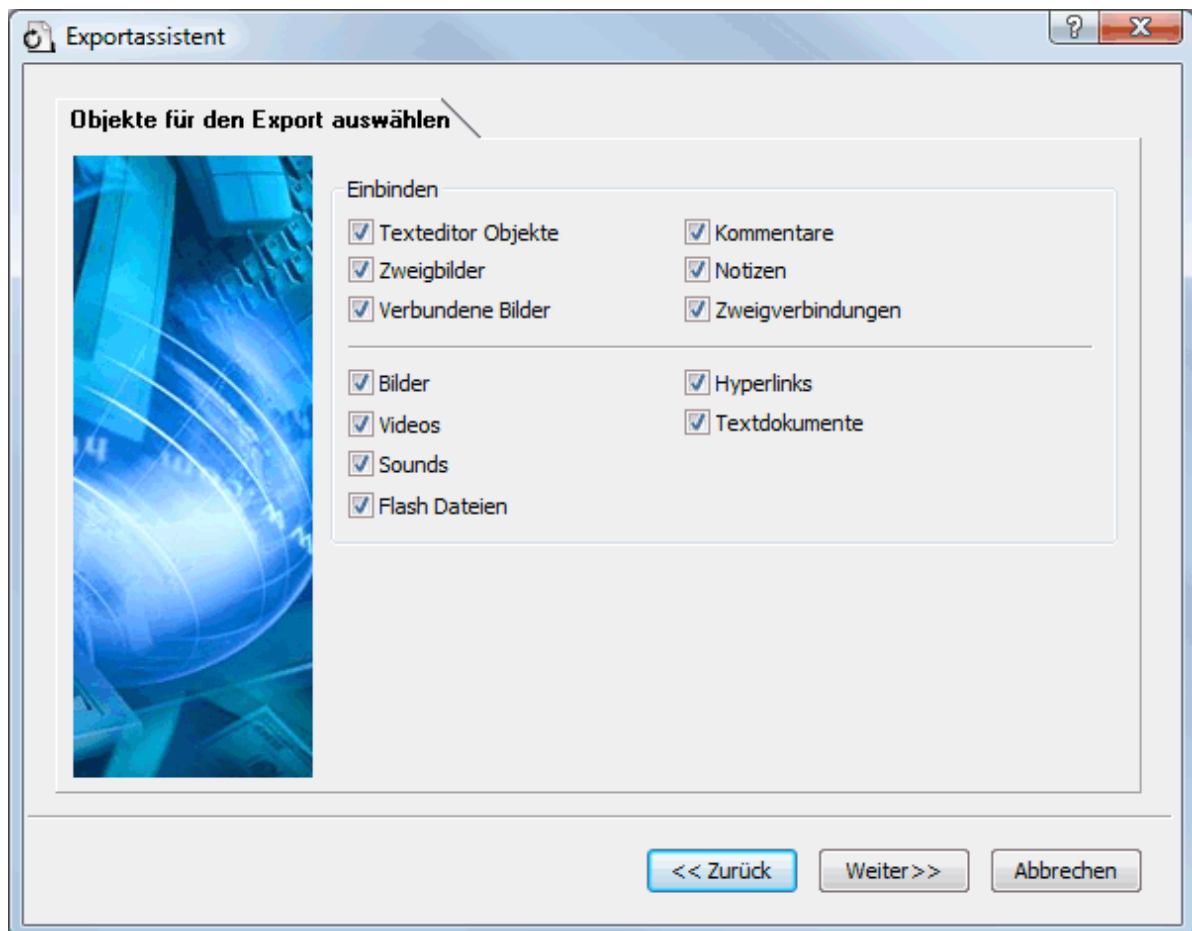 Exportassistent
Objekte für den Export auswählen
Einbinden
Texteditor Objekte
Kommentare
Zweigbilder
Notizen
Verbundene Bilder
Zweigverbindungen
Bilder
Hyperlinks
Videos
Textdokumente
Sounds
Flash Dateien
<< Zurück
Weiter>>
Abbrechen